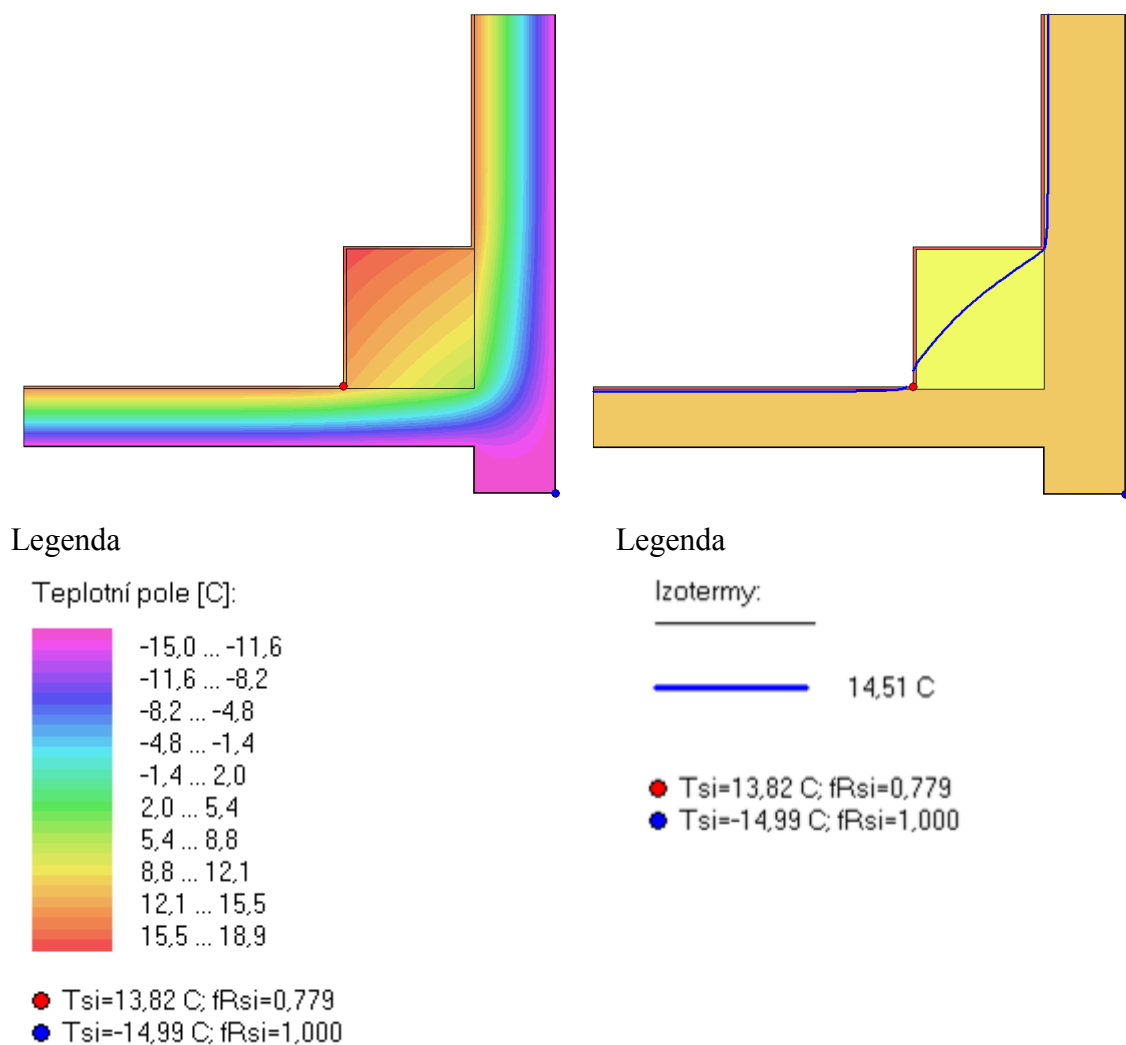 Legenda
Teplotní pole [C]:
-15,0 ... -11,6
-11,6 ... -8,2
-8,2 ... -4,8
-4,8 ... -1,4
-1,4 ... 2,0
2,0 ... 5,4
5,4 ... 8,8
8,8 ... 12,1
12,1 ... 15,5
15,5 ... 18,9
Tsi=13,82 C; fRsi=0,779
Tsi=-14,99 C; fRsi=1,000
Legenda
Izotermy:
14,51 C
Tsi=13,82 C; fRsi=0,779
Tsi=-14,99 C; fRsi=1,000